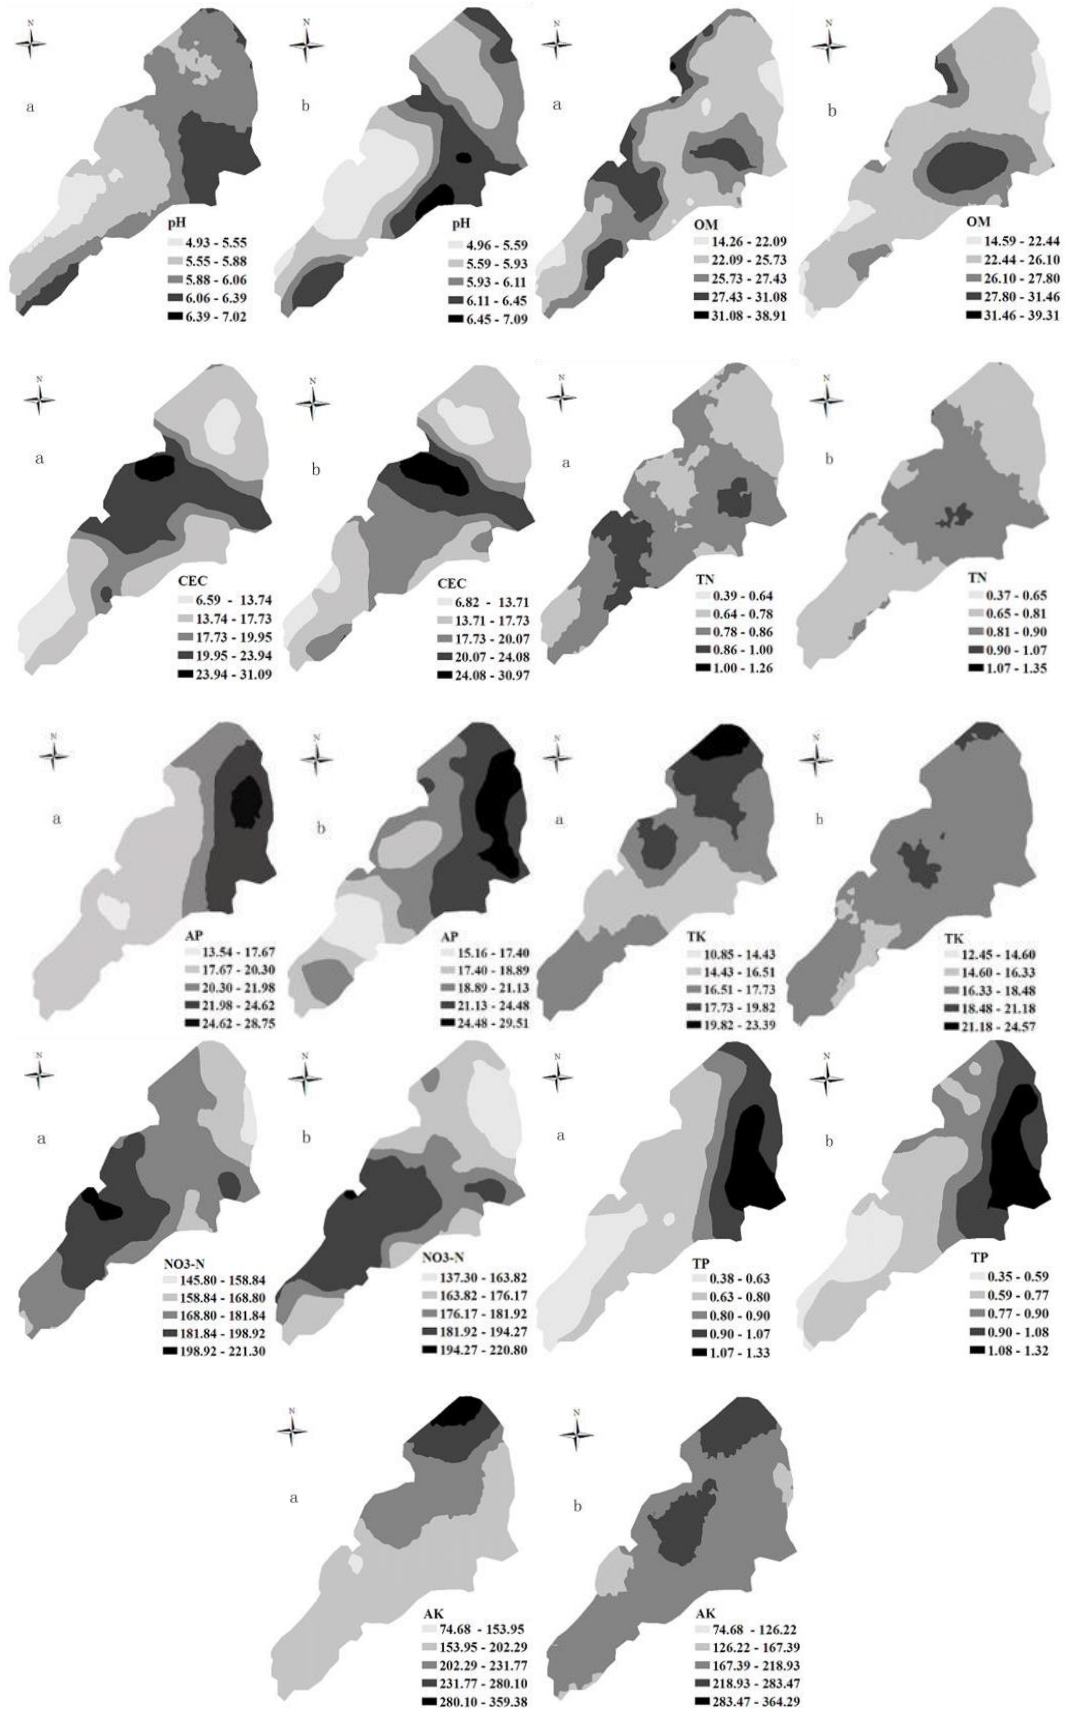 N
a
pH
4.93 - 5.55
5.55 - 5.88
5.88 - 6.06
6.06 - 6.39
6.39 - 7.02
N
b
pH
4.96 - 5.59
5.59 - 5.93
5.93 - 6.11
6.11 - 6.45
6.45 - 7.09
N
a
OM
14.26 - 22.09
22.09 - 25.73
25.73 - 27.43
27.43 - 31.08
31.08 - 38.91
N
b
OM
14.59 - 22.44
22.44 - 26.10
26.10 - 27.80
27.80 - 31.46
31.46 - 39.31
N
a
CEC
6.59 - 13.74
13.74 - 17.73
17.73 - 19.95
19.95 - 23.94
23.94 - 31.09
N
b
CEC
6.82 - 13.71
13.71 - 17.73
17.73 - 20.07
20.07 - 24.08
24.08 - 30.97
N
a
TN
0.39 - 0.64
0.64 - 0.78
0.78 - 0.86
0.86 - 1.00
1.00 - 1.26
N
b
TN
0.37 - 0.65
0.65 - 0.81
0.81 - 0.90
0.90 - 1.07
1.07 - 1.35
N
a
AP
13.54 - 17.67
17.67 - 20.30
20.30 - 21.98
21.98 - 24.62
24.62 - 28.75
N
b
AP
15.16 - 17.40
17.40 - 18.89
18.89 - 21.13
21.13 - 24.48
24.48 - 29.51
N
a
TK
10.85 - 14.43
14.43 - 16.51
16.51 - 17.73
17.73 - 19.82
19.82 - 23.39
N
b
TK
12.45 - 14.60
14.60 - 16.33
16.33 - 18.48
18.48 - 21.18
21.18 - 24.57
N
a
NO3-N
145.80 - 158.84
158.84 - 168.80
168.80 - 181.84
181.84 - 198.92
198.92 - 221.30
N
b
NO3-N
137.30 - 163.82
163.82 - 176.17
176.17 - 181.92
181.92 - 194.27
194.27 - 220.80
N
a
TP
0.38 - 0.63
0.63 - 0.80
0.80 - 0.90
0.90 - 1.07
1.07 - 1.33
N
b
TP
0.35 - 0.59
0.59 - 0.77
0.77 - 0.90
0.90 - 1.08
1.08 - 1.32
N
a
AK
74.68 - 153.95
153.95 - 202.29
202.29 - 231.77
231.77 - 280.10
280.10 - 359.38
N
b
AK
74.68 - 126.22
126.22 - 167.39
167.39 - 218.93
218.93 - 283.47
283.47 - 364.29